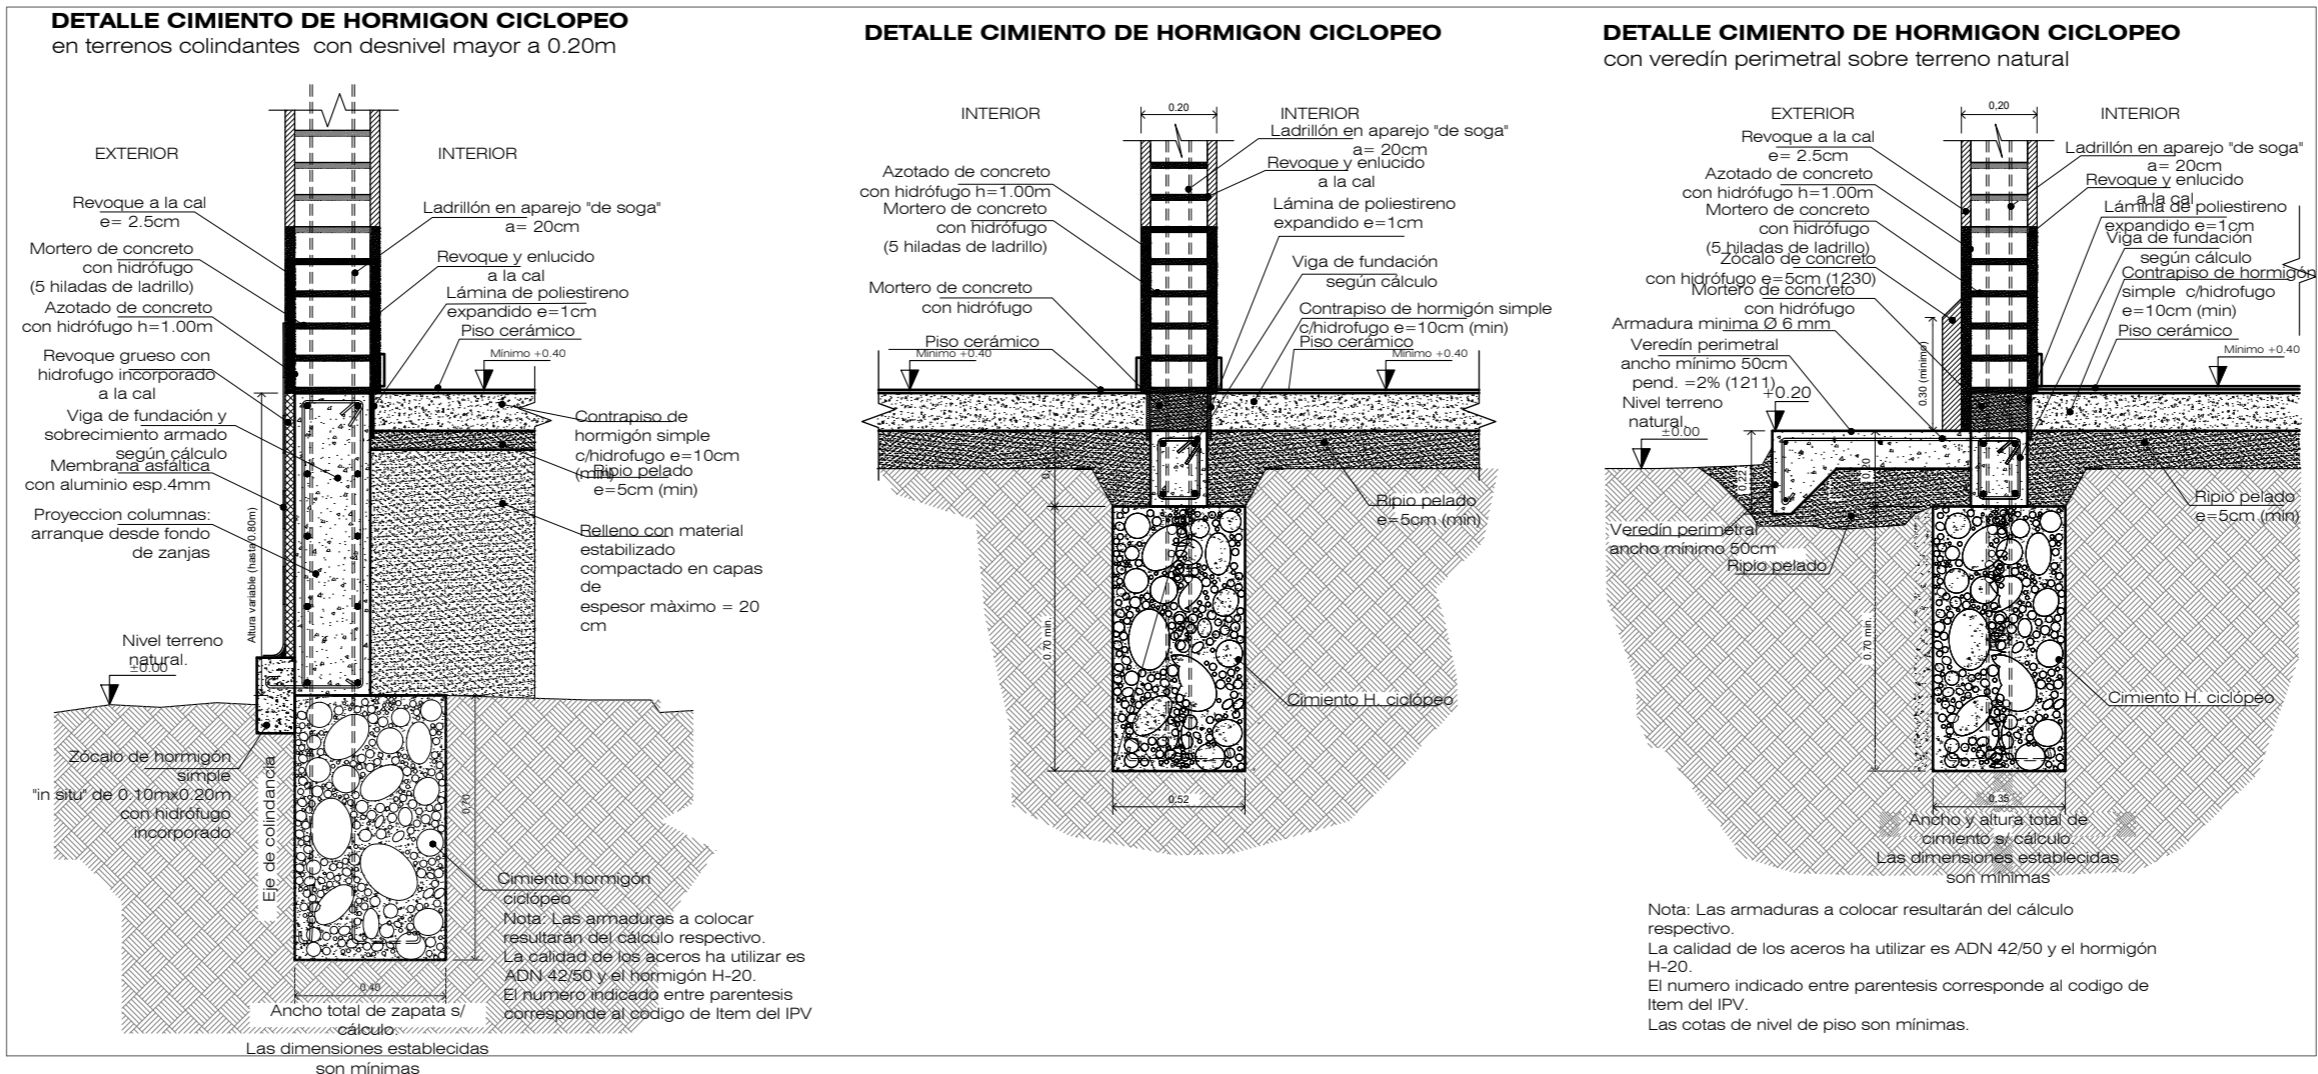 DETALLE CIMIENTO DE HORMIGON CICLOPEO
en terrenos colindantes con desnivel mayor a 0.20m
EXTERIOR
INTERIOR
Revoque a la cal
e= 2.5cm
Mortero de concreto
con hidrófugo
(5 hiladas de ladrillo)
Azotado de concreto
con hidrófugo h=1.00m
Revoque grueso con
hidrofugo incorporado
a la cal
Viga de fundación y
sobrecimiento armado
según cálculo
Membrana asfáltica
con aluminio esp.4mm
Proyeccion columnas:
arranque desde fondo
de zanjas
Altura variable (hasta 0.80m)
Nivel terreno
natural.
±0.00
Zócalo de hormigón
simple
"in situ" de 0.10mx0.20m
con hidrófugo
incorporado
Eje de colindancia
Ladrillón en aparejo "de soga"
a= 20cm
Revoque y enlucido
a la cal
Lámina de poliestireno
expandido e=1cm
Piso cerámico
Mínimo +0.40
Contrapiso de
hormigón simple
c/hidrofugo e=10cm
(min)
Ripio pelado
e=5cm (min)
Relleno con material
estabilizado
compactado en capas
de
espesor màximo = 20
cm
0.70
0.40
Cimiento hormigón
ciclópeo
Nota: Las armaduras a colocar
resultarán del cálculo respectivo.
La calidad de los aceros ha utilizar es
ADN 42/50 y el hormigón H-20.
El numero indicado entre parentesis
corresponde al codigo de Item del IPV
Ancho total de zapata s/
cálculo.
Las dimensiones establecidas
son mínimas
DETALLE CIMIENTO DE HORMIGON CICLOPEO
INTERIOR
0.20
INTERIOR
Azotado de concreto
con hidrófugo h=1.00m
Mortero de concreto
con hidrófugo
(5 hiladas de ladrillo)
Mortero de concreto
con hidrófugo
Piso cerámico
Mínimo +0.40
Ladrillón en aparejo "de soga"
a= 20cm
Revoque y enlucido
a la cal
Lámina de poliestireno
expandido e=1cm
Viga de fundación
según cálculo
Contrapiso de hormigón simple
c/hidrofugo e=10cm (min)
Piso cerámico
Mínimo +0.40
Ripio pelado
e=5cm (min)
0.70 min.
Cimiento H. ciclópeo
0.52
DETALLE CIMIENTO DE HORMIGON CICLOPEO
con veredín perimetral sobre terreno natural
EXTERIOR
0,20
INTERIOR
Revoque a la cal
e= 2.5cm
Azotado de concreto
con hidrófugo h=1.00m
Mortero de concreto
con hidrófugo
(5 hiladas de ladrillo)
Zócalo de concreto
con hidrófugo e=5cm (1230)
Mortero de concreto
con hidrófugo
Armadura minima Ø 6 mm
Veredín perimetral
ancho mínimo 50cm
pend. =2% (1211)
Nivel terreno
natural
±0.00
+0.20
0.30 (minimo)
0.22
0.20
Veredín perimetral
ancho mínimo 50cm
Ripio pelado
Ladrillón en aparejo "de soga"
a= 20cm
Revoque y enlucido
a la cal
Lámina de poliestireno
expandido e=1cm
Viga de fundación
según cálculo
Contrapiso de hormigón
simple c/hidrofugo
e=10cm (min)
Piso cerámico
Mínimo +0.40
Ripio pelado
e=5cm (min)
0.70 min.
Cimiento H. ciclópeo
0.35
Ancho y altura total de
cimiento s/ cálculo.
Las dimensiones establecidas
son mínimas
Nota: Las armaduras a colocar resultarán del cálculo
respectivo.
La calidad de los aceros ha utilizar es ADN 42/50 y el hormigón
H-20.
El numero indicado entre parentesis corresponde al codigo de
Item del IPV.
Las cotas de nivel de piso son mínimas.